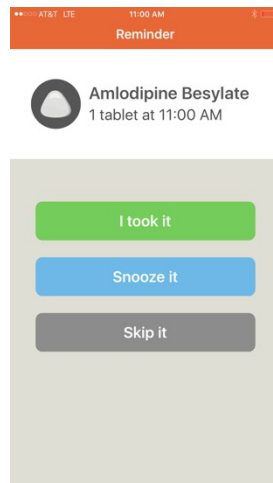 AT&T LTE 11:00 AM
Reminder
Amlodipine Besylate
1 tablet at 11:00 AM
I took it
Snooze it
Skip it